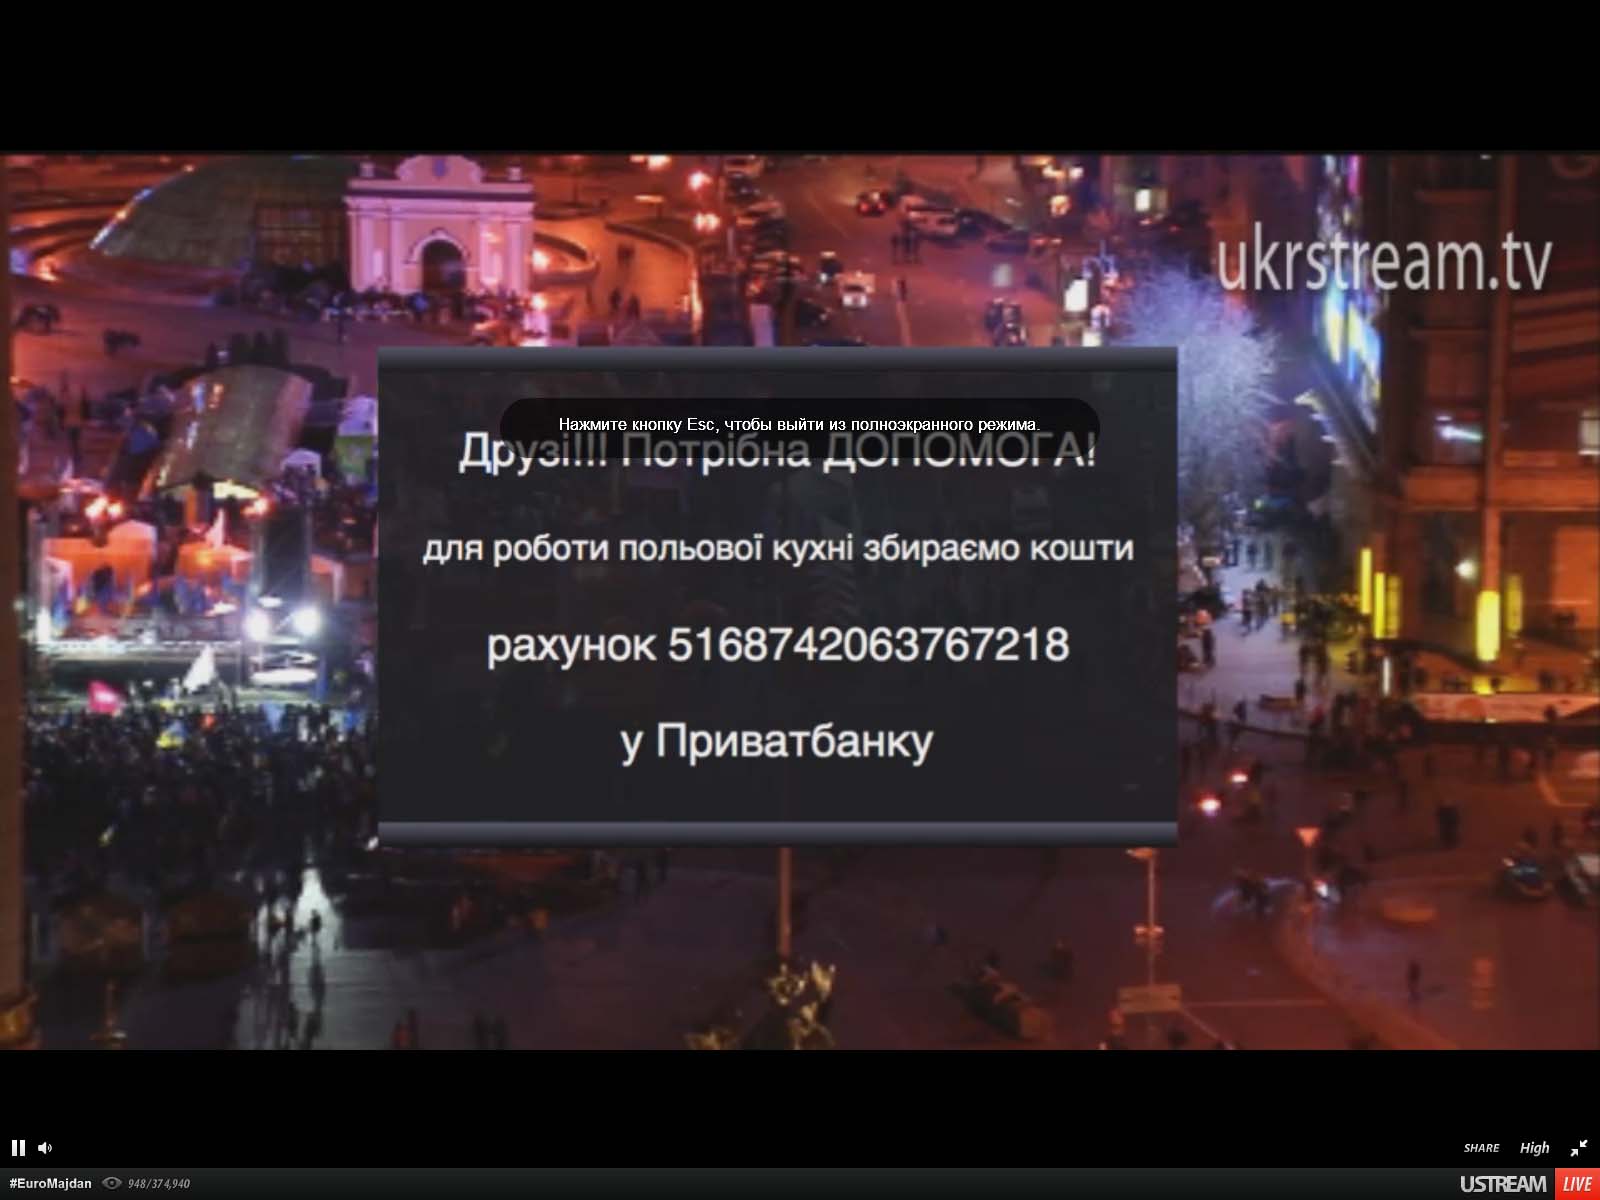 ukrstream.tv
Нажмите кнопку Esc, чтобы выйти из полноэкранного режима.
Друзі!!! Потрібна ДОПОМОГА!
для роботи польової кухні збираємо кошти
рахунок 5168742063767218
у Приватбанку
SHARE High
#EuroMajdan 948/374,940 USTREAM LIVE